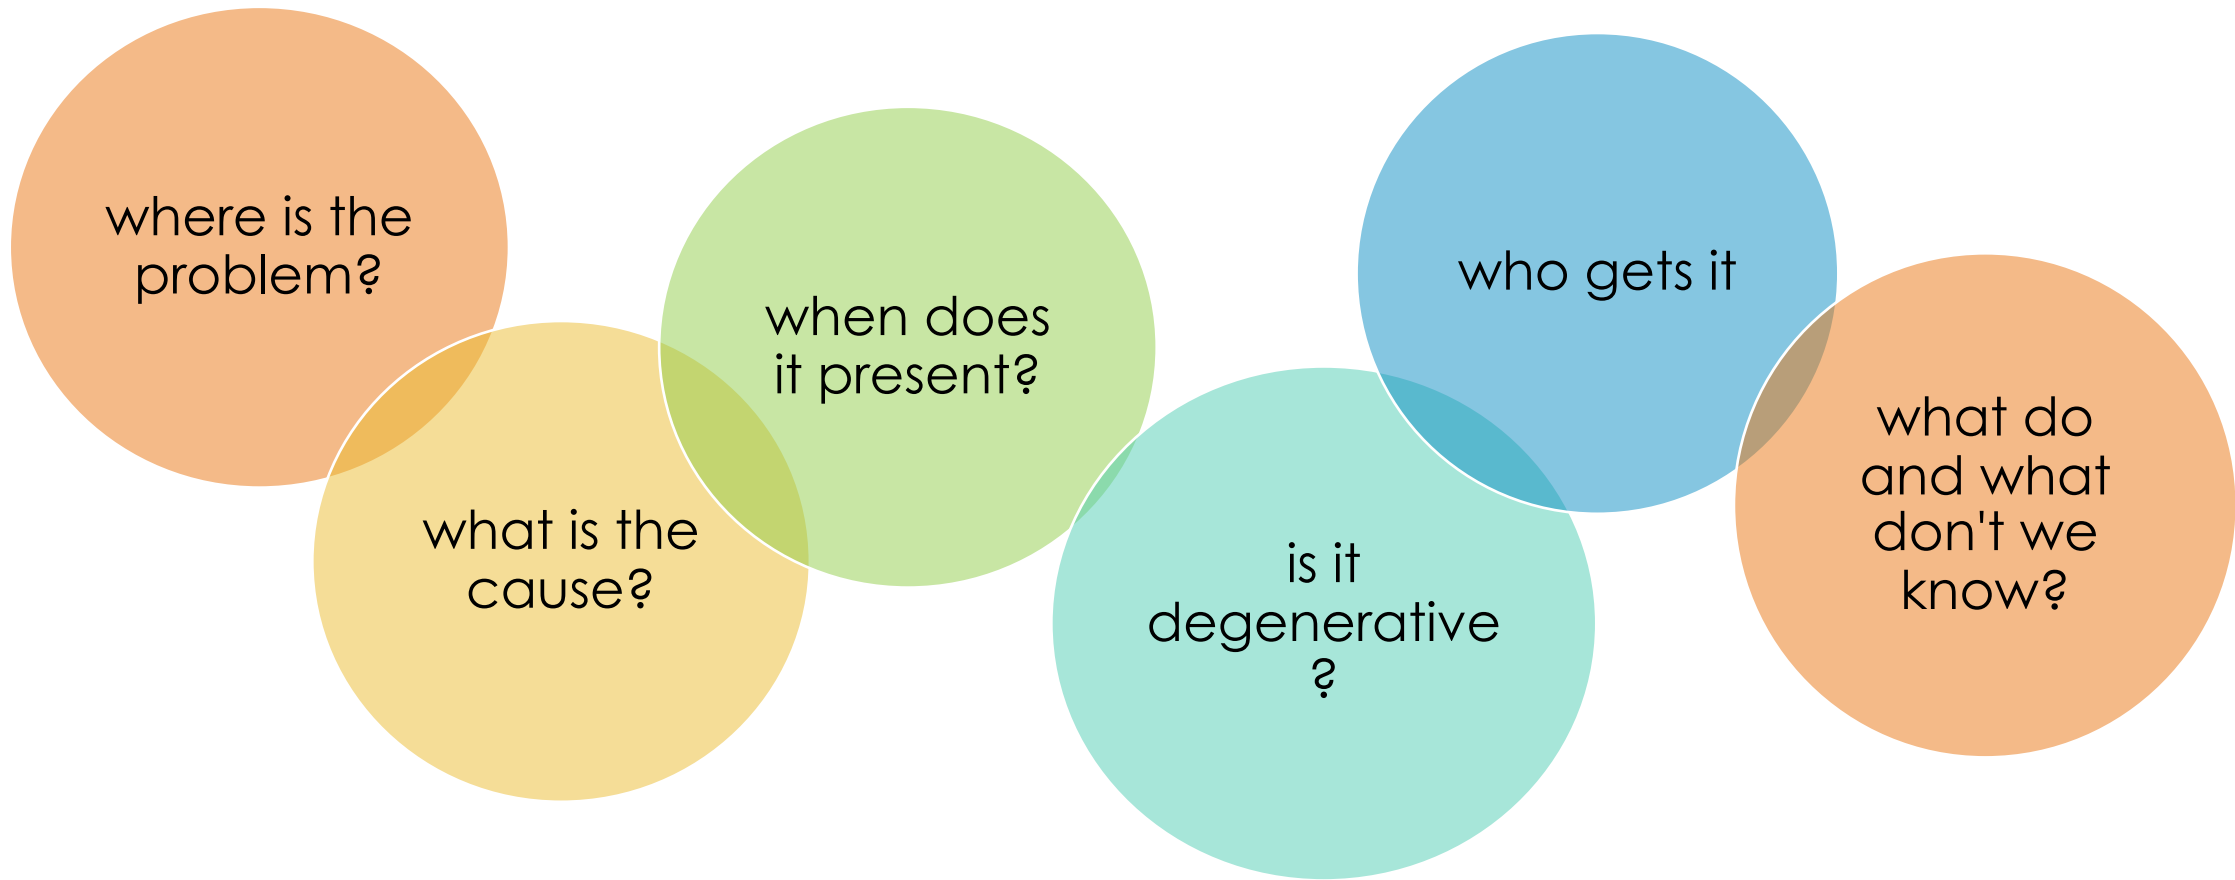 where is the
problem?
what is the
cause?
when does
it present?
is it
degenerative
?
who gets it
what do
and what
don't we
know?